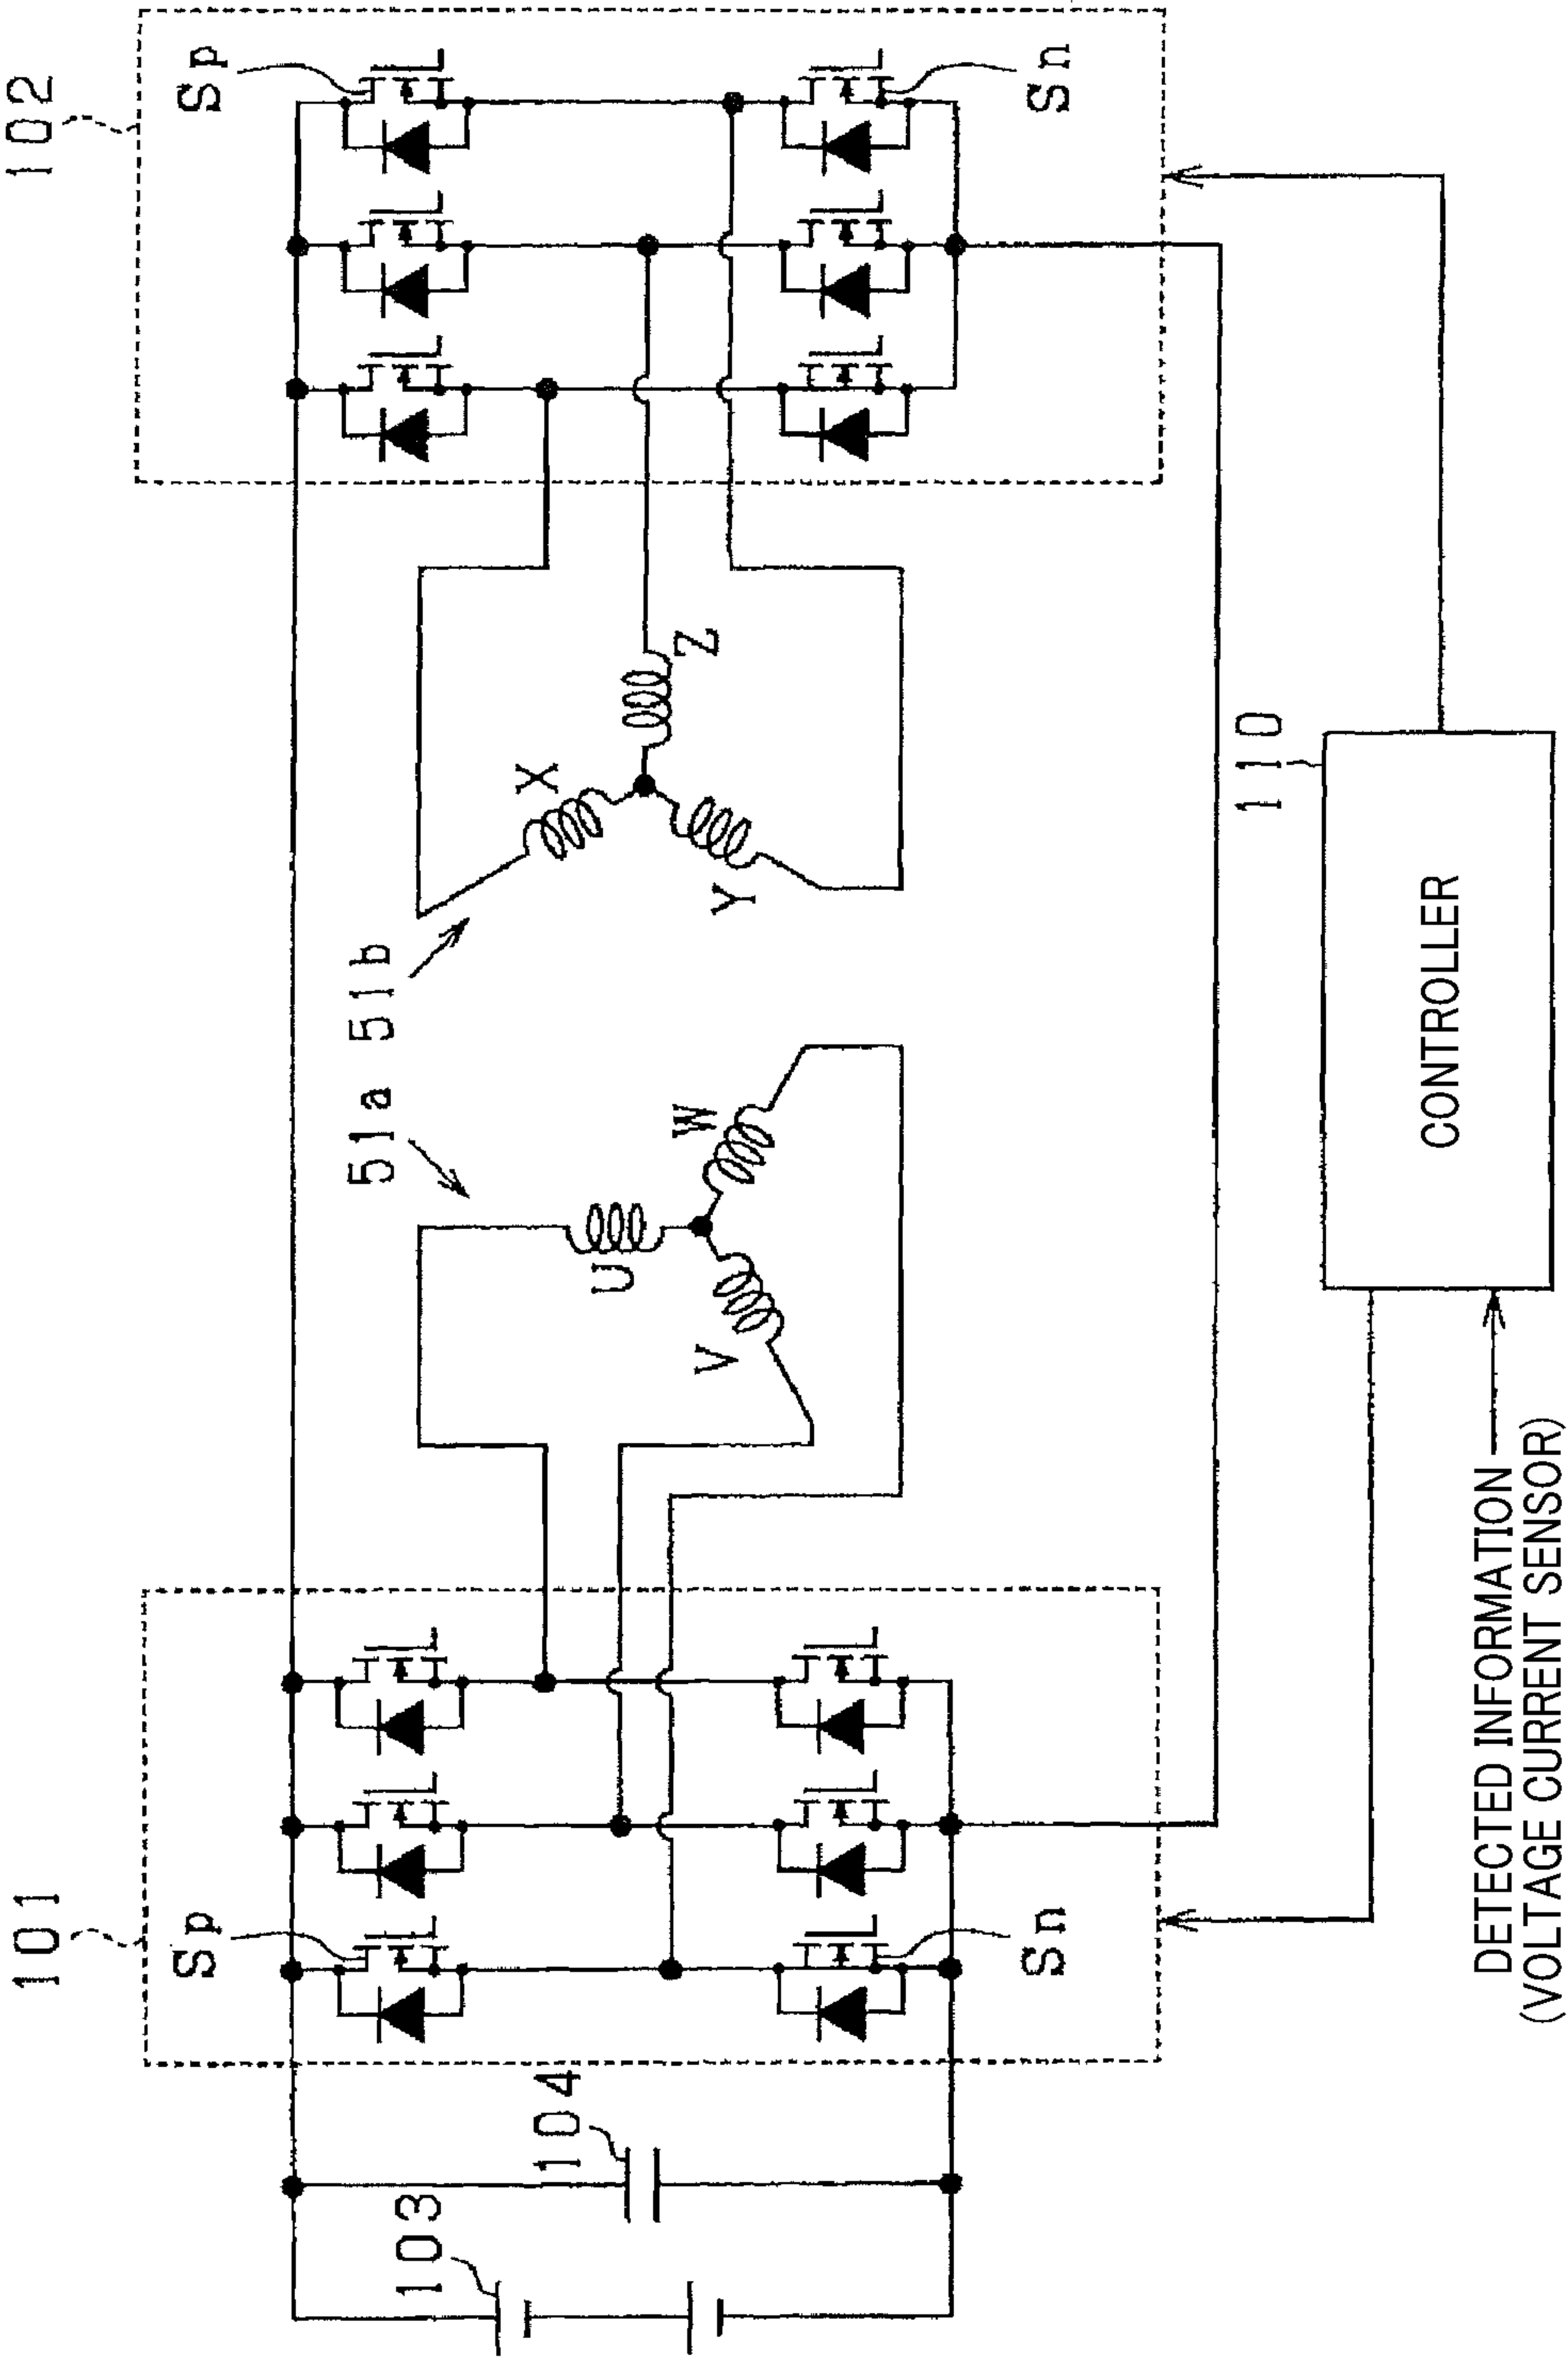 101
102
Sp
Sp
51a
51b
103
104
U
W
V
X
Z
Y
Sn
Sn
110
CONTROLLER
DETECTED INFORMATION
(VOLTAGE CURRENT SENSOR)